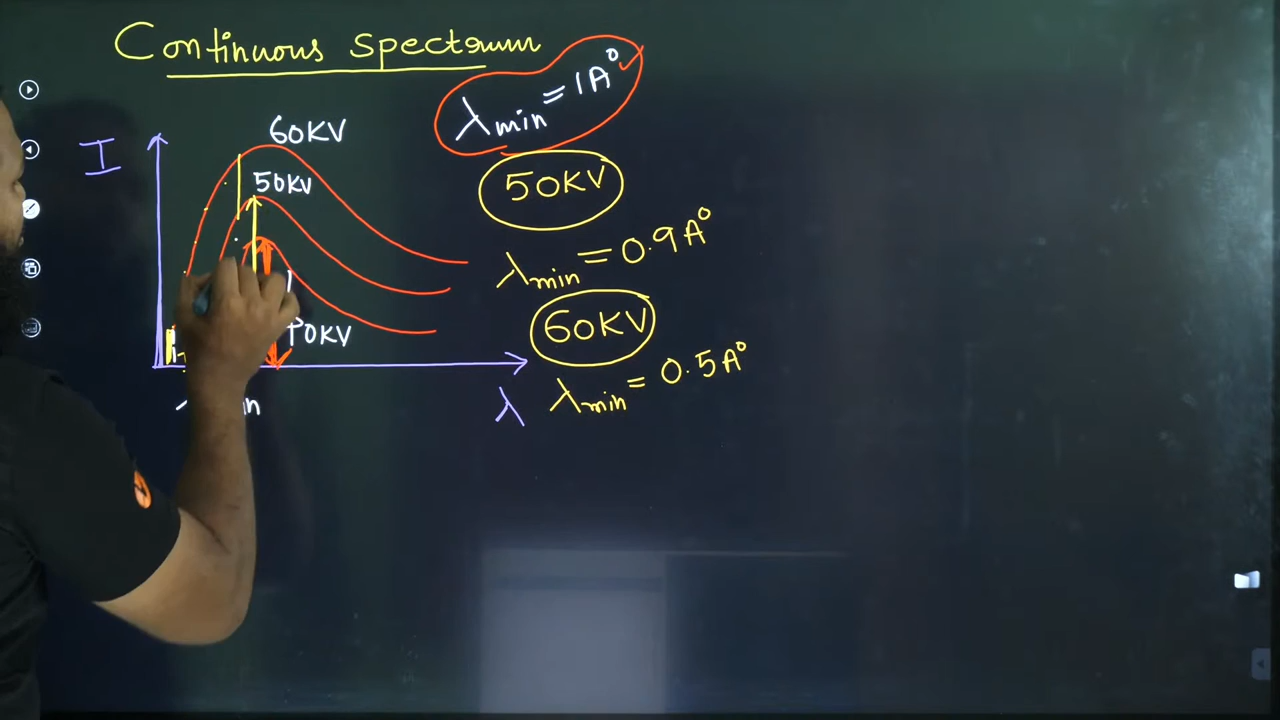 Continuous spectrum
λmin = 1A°
60KV
I
50KV
50KV
λmin = 0.9A°
60KV
λmin = 0.5A°
λ